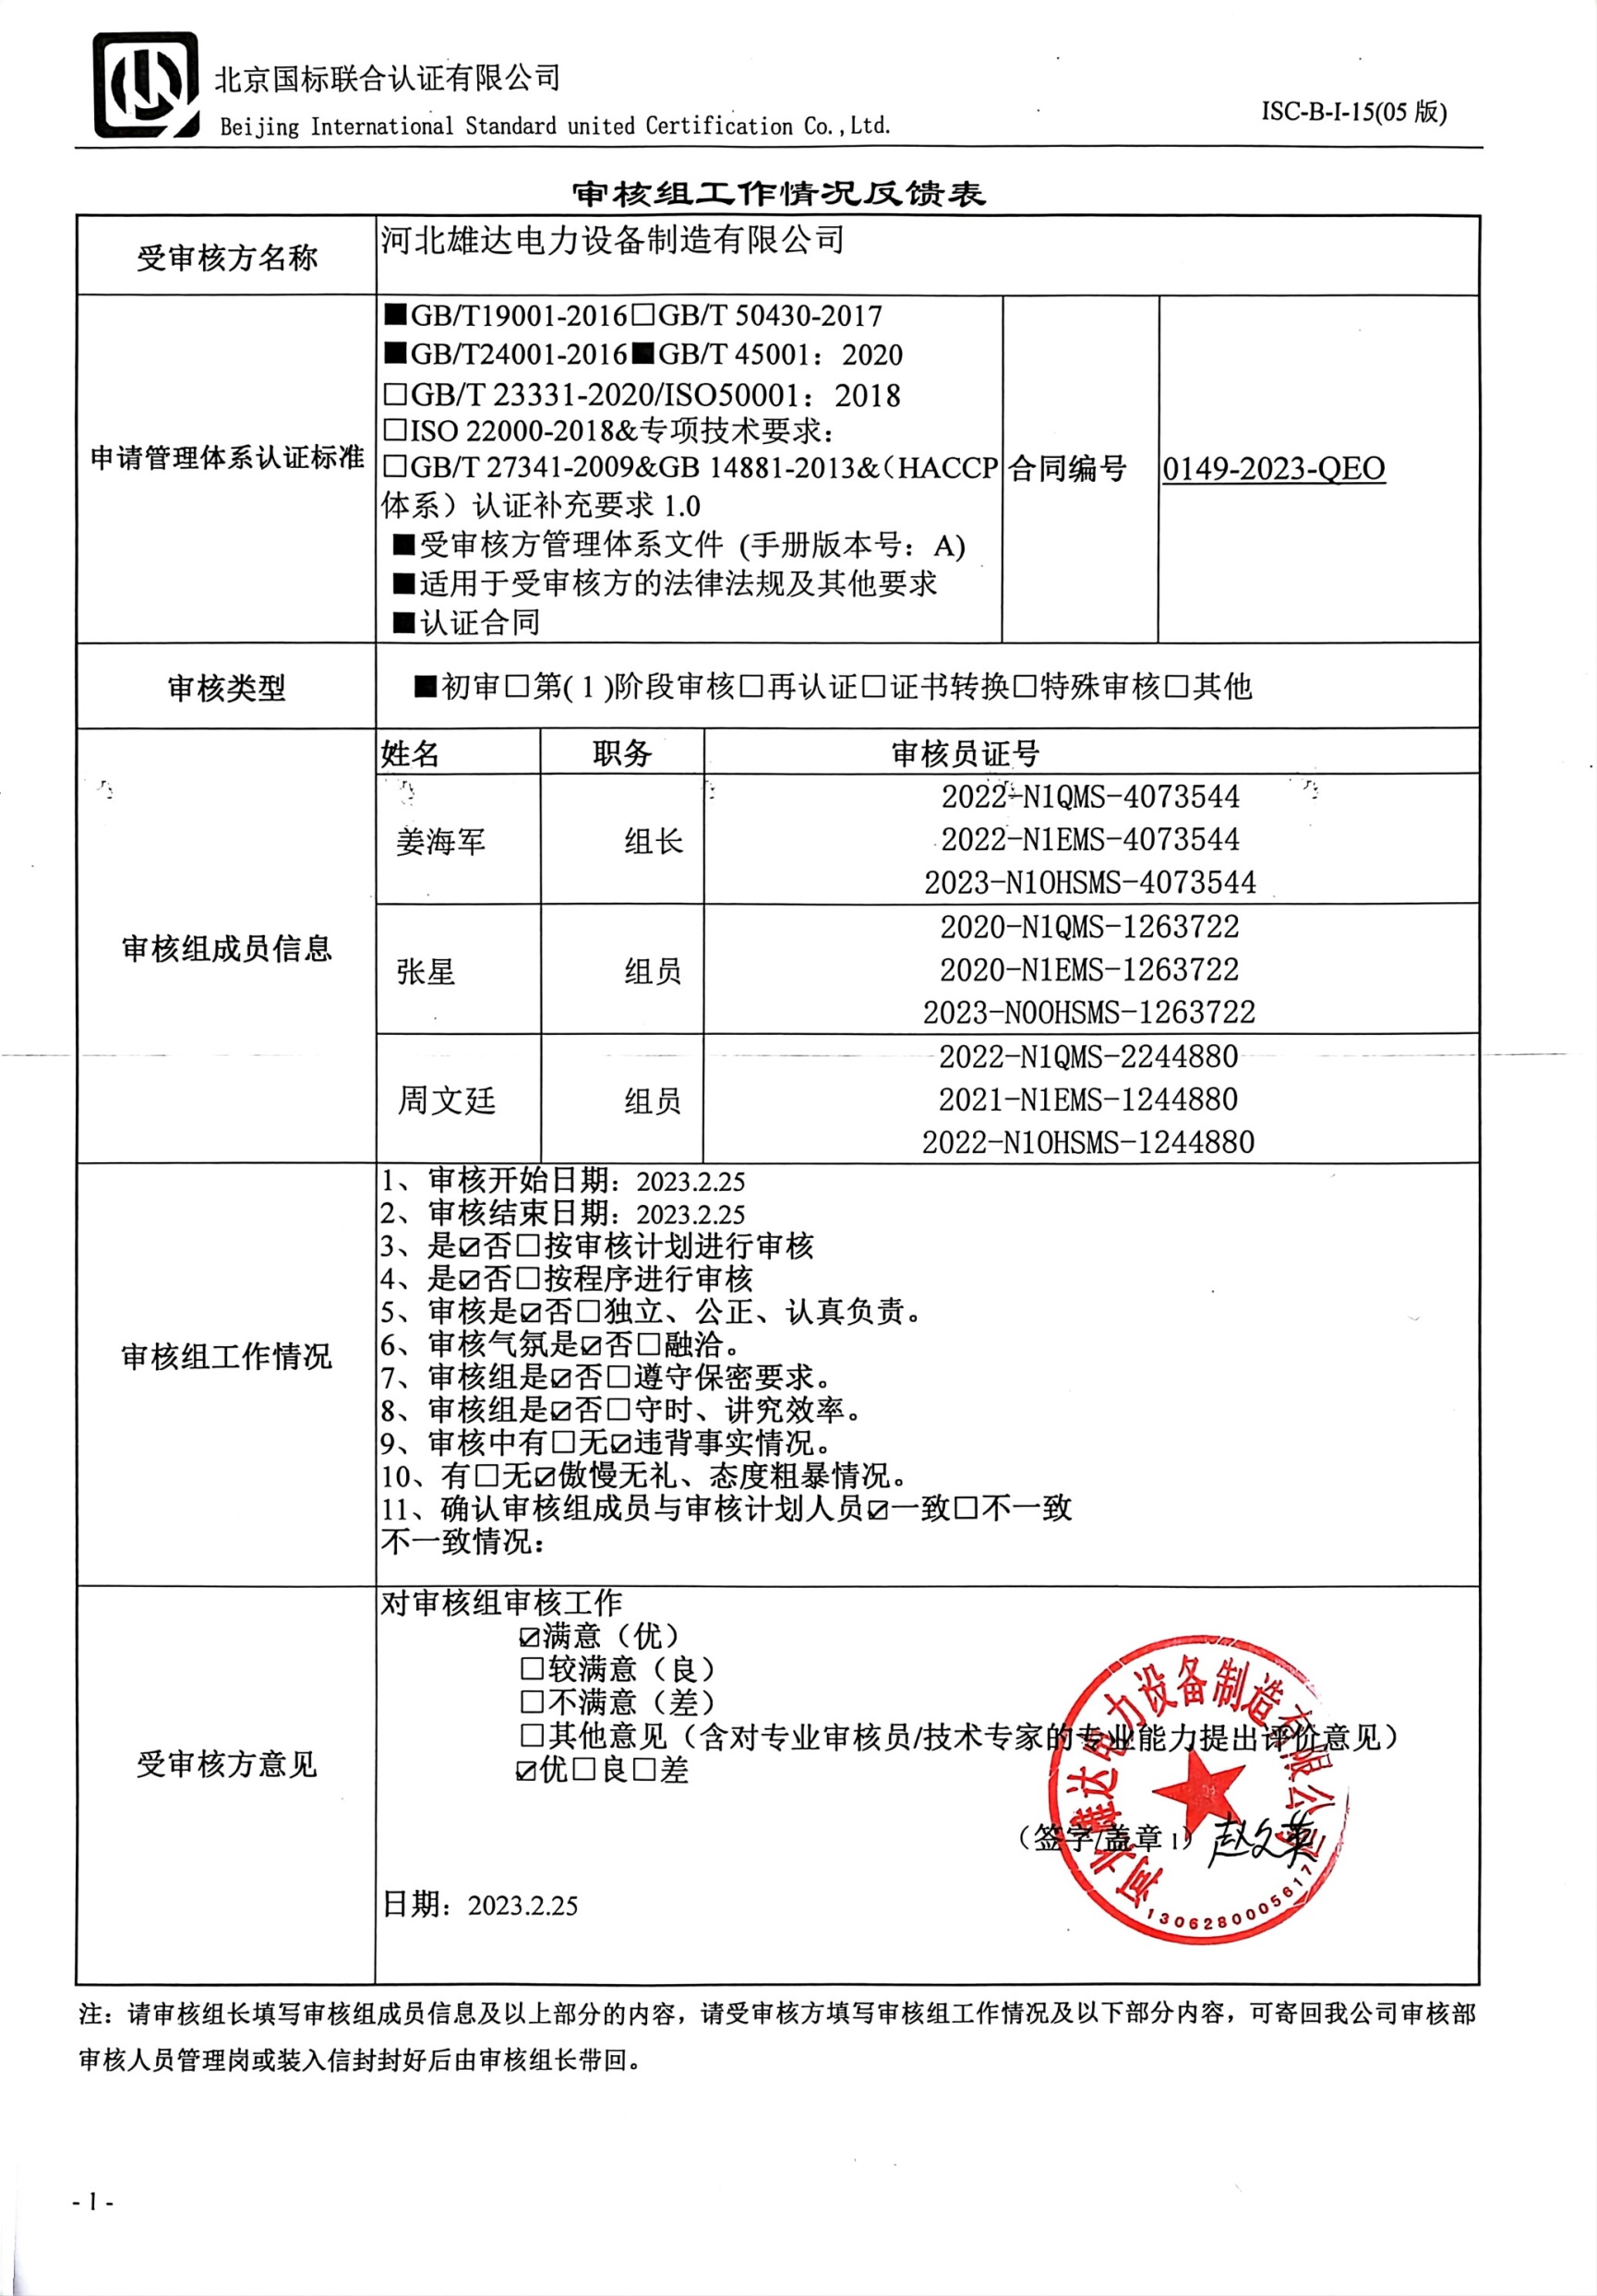 北京国标联合认证有限公司
Beijing International Standard united Certification Co.,Ltd.
ISC-B-I-15(05 版)
审核组工作情况反馈表
受审核方名称
河北雄达电力设备制造有限公司
申请管理体系认证标准
■GB/T19001-2016□GB/T 50430-2017
■GB/T24001-2016■GB/T 45001：2020
□GB/T 23331-2020/ISO50001：2018
□ISO 22000-2018&专项技术要求：
□GB/T 27341-2009&GB 14881-2013&（HACCP
体系）认证补充要求 1.0
■受审核方管理体系文件 (手册版本号：A)
■适用于受审核方的法律法规及其他要求
■认证合同
合同编号
0149-2023-QEO
审核类型
■初审□第( 1 )阶段审核□再认证□证书转换□特殊审核□其他
审核组成员信息
姓名 职务 审核员证号
姜海军 组长
2022-N1QMS-4073544
2022-N1EMS-4073544
2023-N1OHSMS-4073544
张星 组员
2020-N1QMS-1263722
2020-N1EMS-1263722
2023-N0OHSMS-1263722
周文廷 组员
2022-N1QMS-2244880
2021-N1EMS-1244880
2022-N1OHSMS-1244880
审核组工作情况
1、审核开始日期：2023.2.25
2、审核结束日期：2023.2.25
3、是☑否□按审核计划进行审核
4、是☑否□按程序进行审核
5、审核是☑否□独立、公正、认真负责。
6、审核气氛是☑否□融洽。
7、审核组是☑否□遵守保密要求。
8、审核组是☑否□守时、讲究效率。
9、审核中有□无☑违背事实情况。
10、有□无☑傲慢无礼、态度粗暴情况。
11、确认审核组成员与审核计划人员☑一致□不一致
不一致情况：
受审核方意见
对审核组审核工作
☑满意（优）
□较满意（良）
□不满意（差）
□其他意见（含对专业审核员/技术专家的专业能力提出评价意见）
☑优□良□差
（签字/盖章 1） 赵文英
河北雄达电力设备制造有限公司
1306280005617
日期：2023.2.25
注：请审核组长填写审核组成员信息及以上部分的内容，请受审核方填写审核组工作情况及以下部分内容，可寄回我公司审核部
审核人员管理岗或装入信封封好后由审核组长带回。
- 1 -